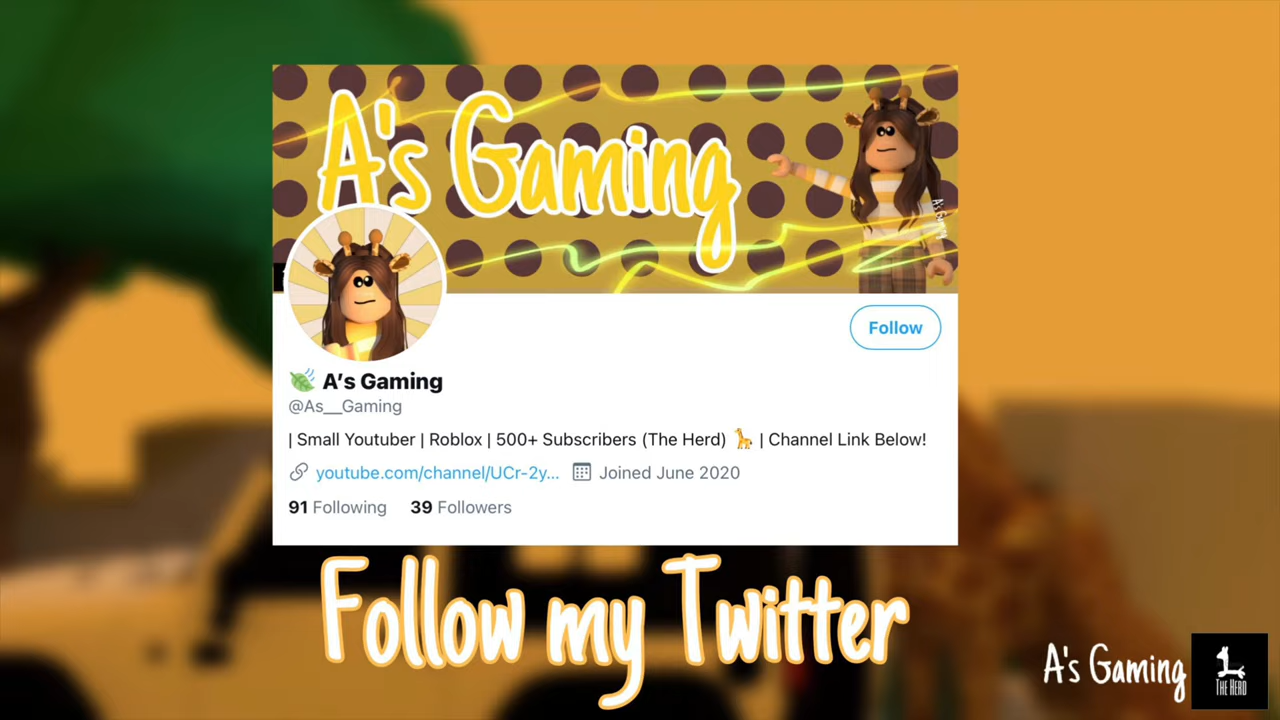 A's Gaming
A's Gaming
Follow
🍃 A's Gaming
@As__Gaming
| Small Youtuber | Roblox | 500+ Subscribers (The Herd) 🦒 | Channel Link Below!
youtube.com/channel/UCr-2y... Joined June 2020
91 Following 39 Followers
Follow my Twitter
A's Gaming
THE HERD